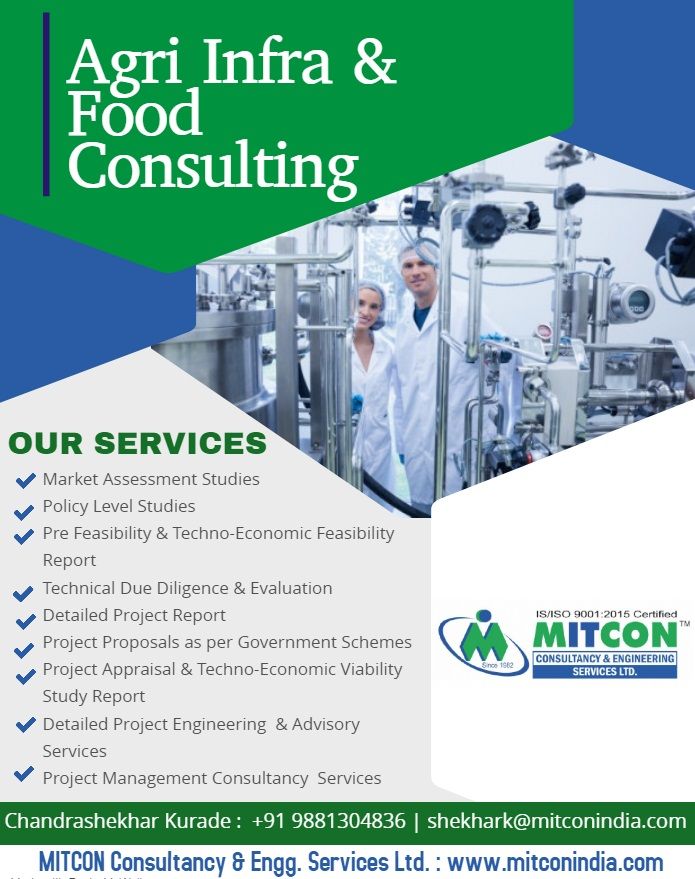 Agri Infra &
Food
Consulting
OUR SERVICES
Market Assessment Studies
Policy Level Studies
Pre Feasibility & Techno-Economic Feasibility
Report
Technical Due Diligence & Evaluation
Detailed Project Report
Project Proposals as per Government Schemes
Project Appraisal & Techno-Economic Viability
Study Report
Detailed Project Engineering & Advisory
Services
Project Management Consultancy Services
IS/ISO 9001:2015 Certified
MITCON TM
CONSULTANCY & ENGINEERING
SERVICES LTD.
Since 1982
Chandrashekhar Kurade : +91 9881304836 | shekhark@mitconindia.com
MITCON Consultancy & Engg. Services Ltd. : www.mitconindia.com